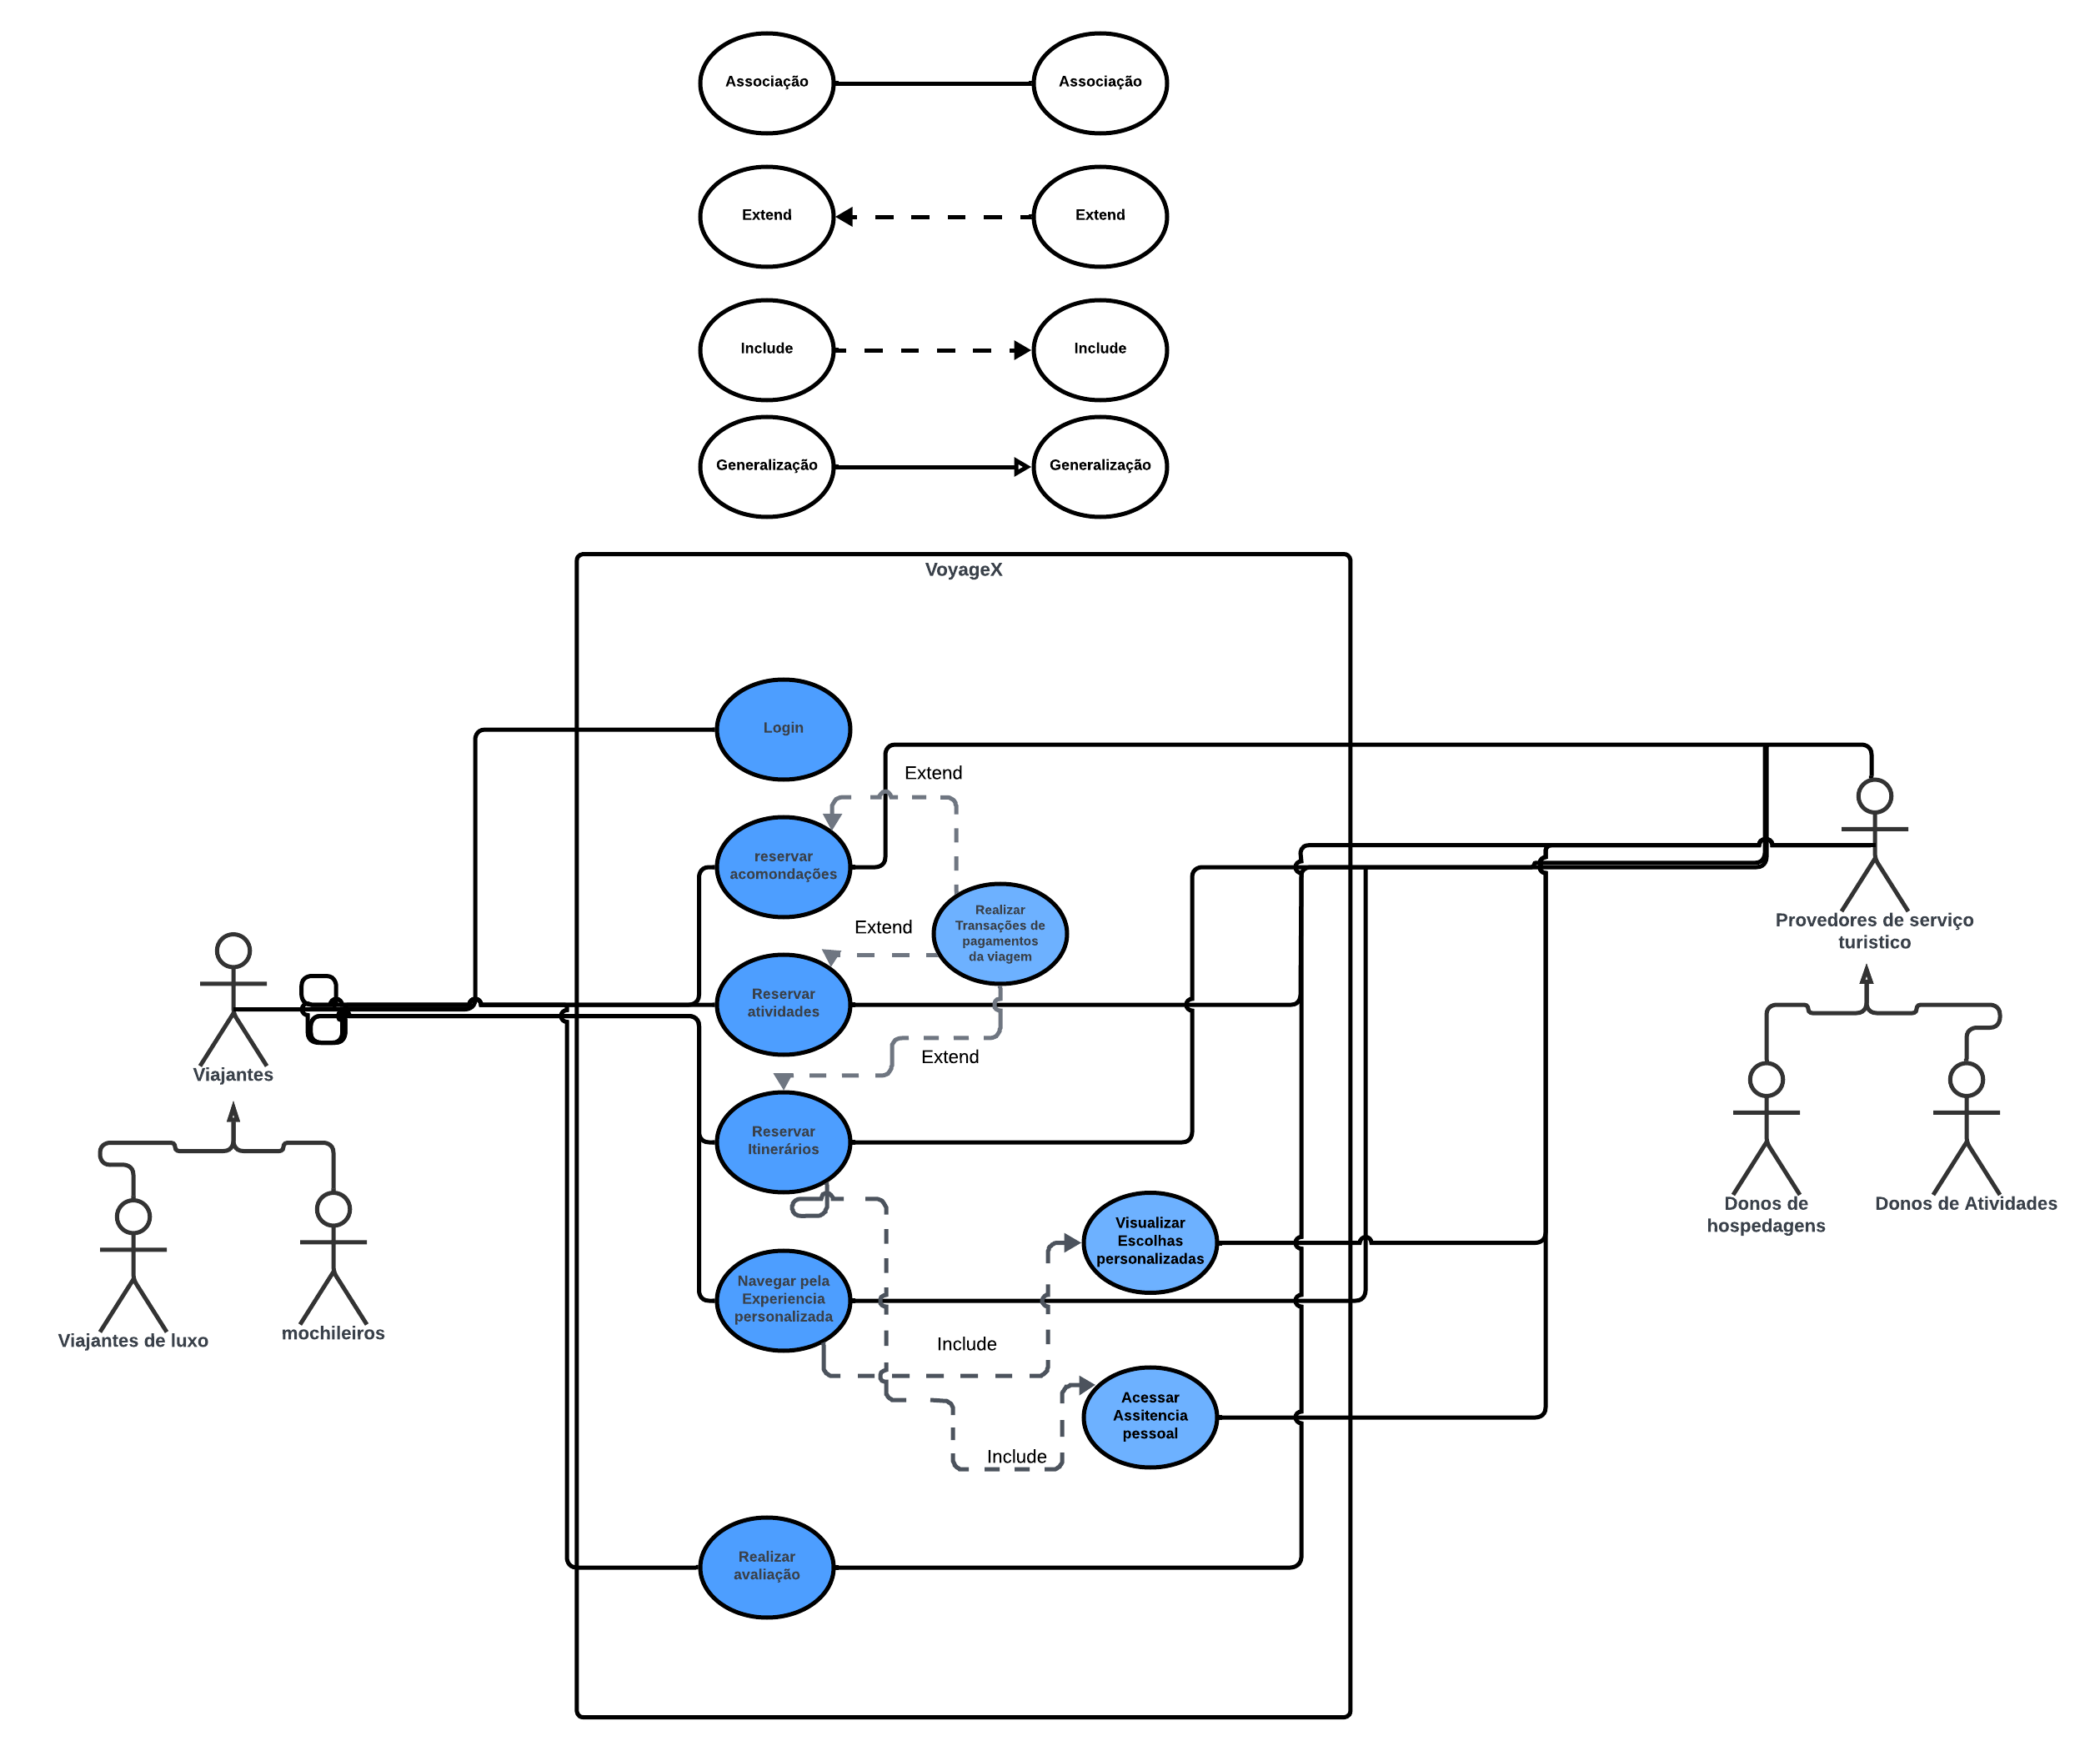 Associação
Associação
Extend
Extend
Include
Include
Generalização
Generalização
VoyageX
Login
Extend
reservar
acomondações
Realizar
Transações de
pagamentos
da viagem
Extend
Provedores de serviço
turistico
Reservar
atividades
Extend
Viajantes
Reservar
Itinerários
Donos de
hospedagens
Donos de Atividades
Visualizar
Escolhas
personalizadas
Navegar pela
Experiencia
personalizada
Viajantes de luxo
mochileiros
Include
Acessar
Assitencia
pessoal
Include
Realizar
avaliação